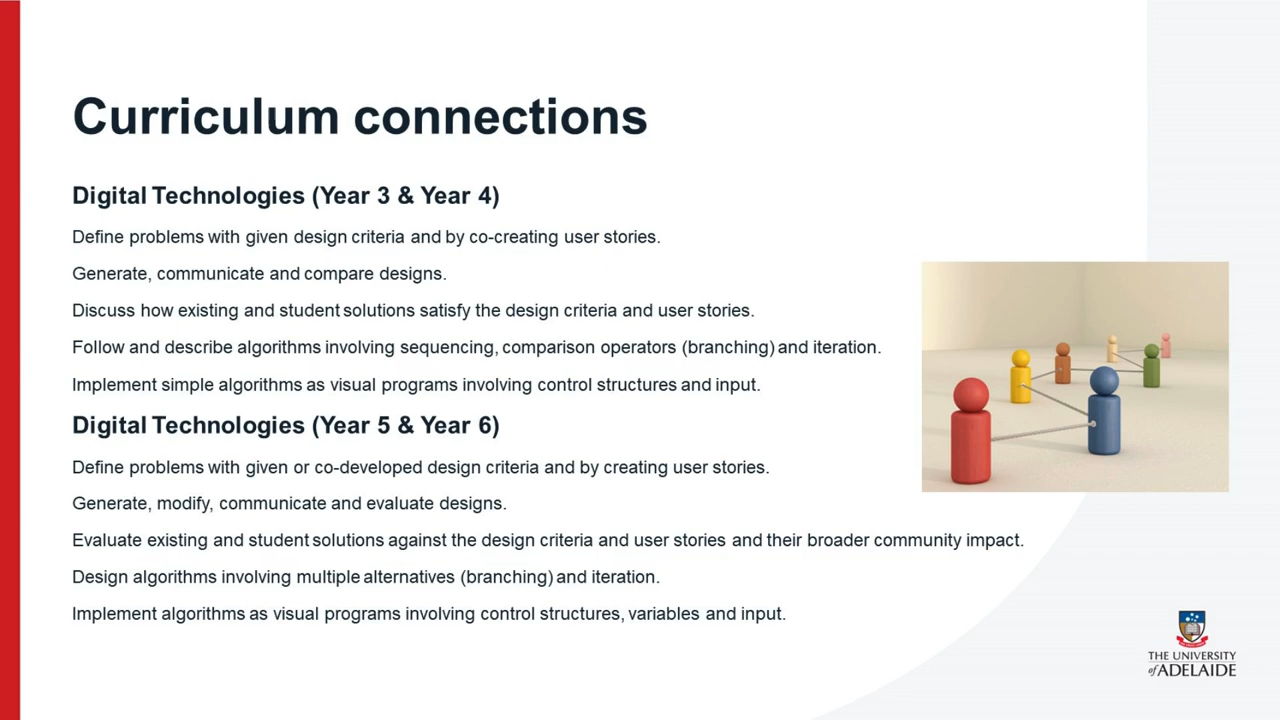 Curriculum connections
Digital Technologies (Year 3 & Year 4)
Define problems with given design criteria and by co-creating user stories.
Generate, communicate and compare designs.
Discuss how existing and student solutions satisfy the design criteria and user stories.
Follow and describe algorithms involving sequencing, comparison operators (branching) and iteration.
Implement simple algorithms as visual programs involving control structures and input.
Digital Technologies (Year 5 & Year 6)
Define problems with given or co-developed design criteria and by creating user stories.
Generate, modify, communicate and evaluate designs.
Evaluate existing and student solutions against the design criteria and user stories and their broader community impact.
Design algorithms involving multiple alternatives (branching) and iteration.
Implement algorithms as visual programs involving control structures, variables and input.
THE UNIVERSITY
of ADELAIDE